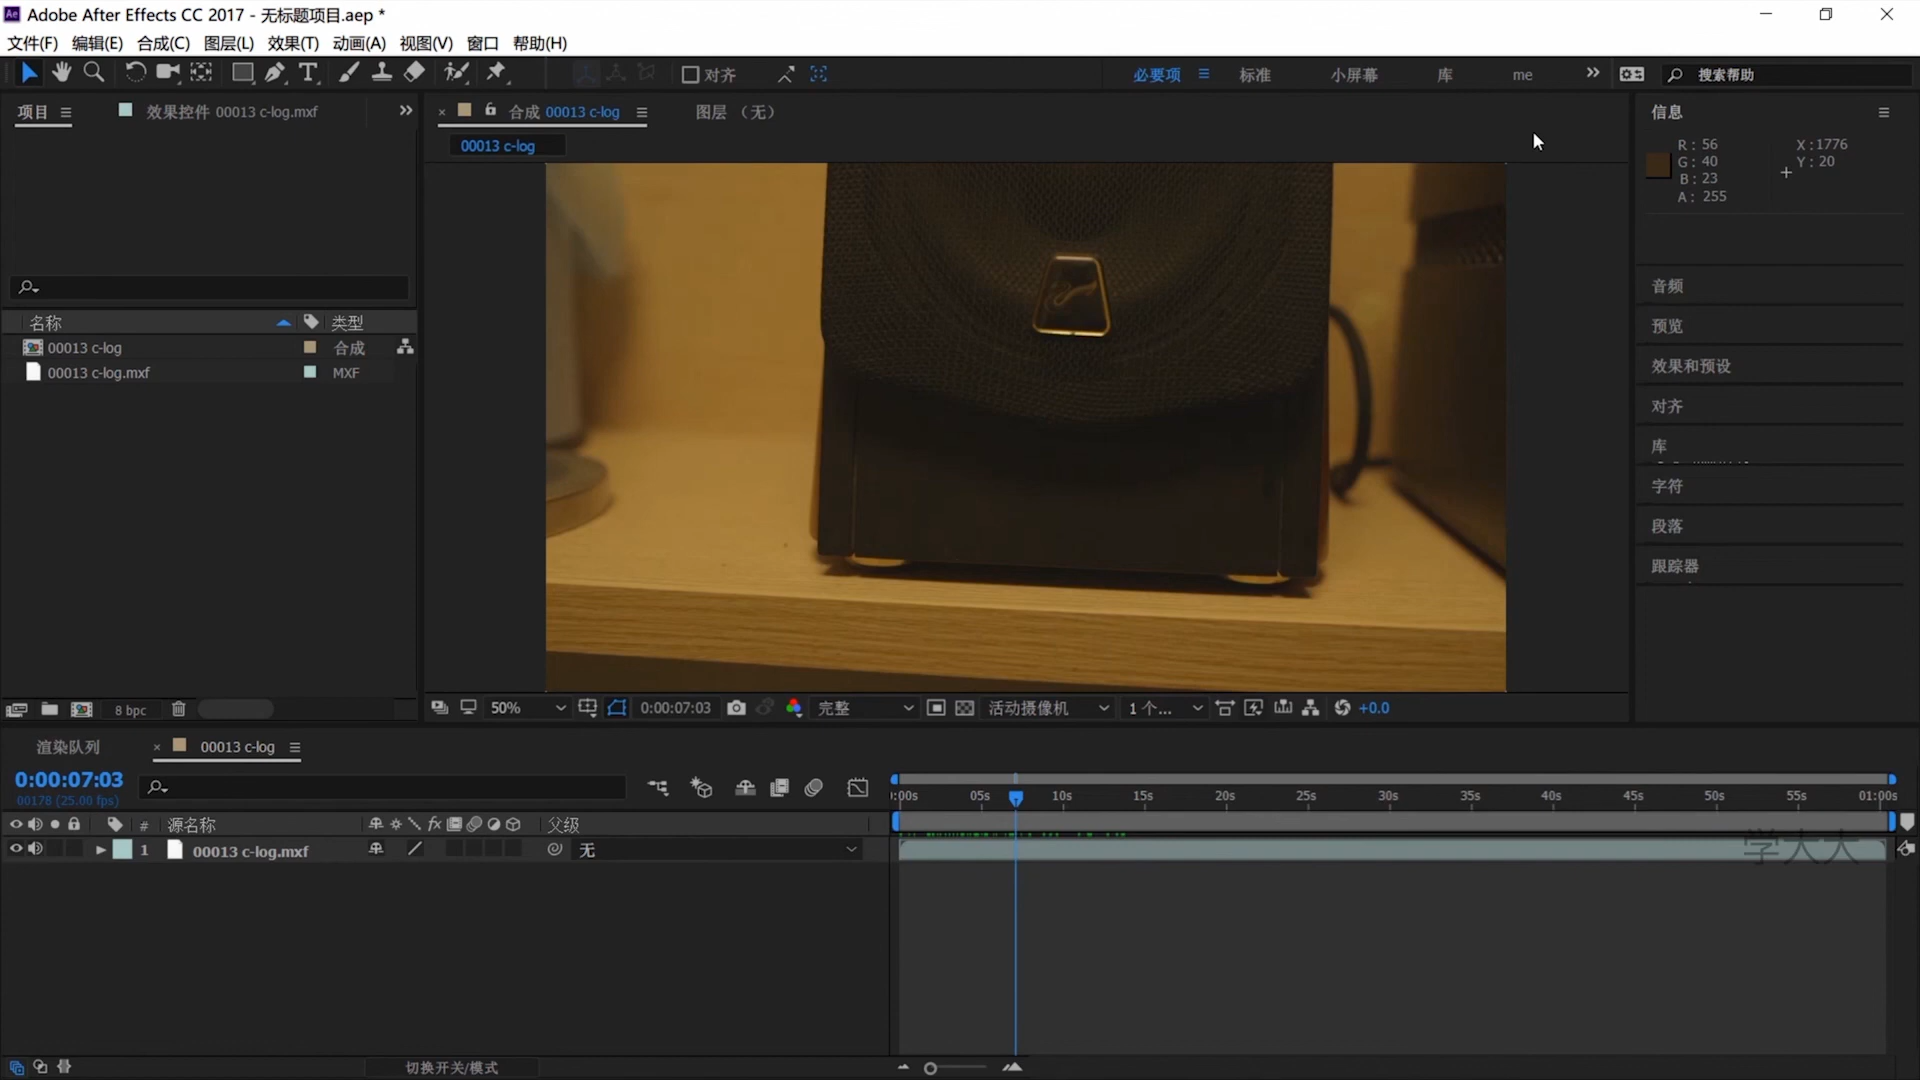 Adobe After Effects CC 2017 - 无标题项目.aep *
文件(F) 编辑(E) 合成(C) 图层(L) 效果(T) 动画(A) 视图(V) 窗口 帮助(H)
对齐 必要项 标准 小屏幕 库 me 搜索帮助
项目 效果控件 00013 c-log.mxf
合成 00013 c-log 图层 (无)
00013 c-log
信息
R: 56
G: 40
B: 23
A: 255
X: 1776
Y: 20
音频
预览
效果和预设
对齐
库
字符
段落
跟踪器
名称 类型
00013 c-log 合成
00013 c-log.mxf MXF
8 bpc
50% 0:00:07:03 完整 活动摄像机 1 个... +0.0
渲染队列 00013 c-log
0:00:07:03
00178 (25.00 fps)
:00s 05s 10s 15s 20s 25s 30s 35s 40s 45s 50s 55s 01:00s
# 源名称 fx 父级
1 00013 c-log.mxf 无
学大大
切换开关/模式